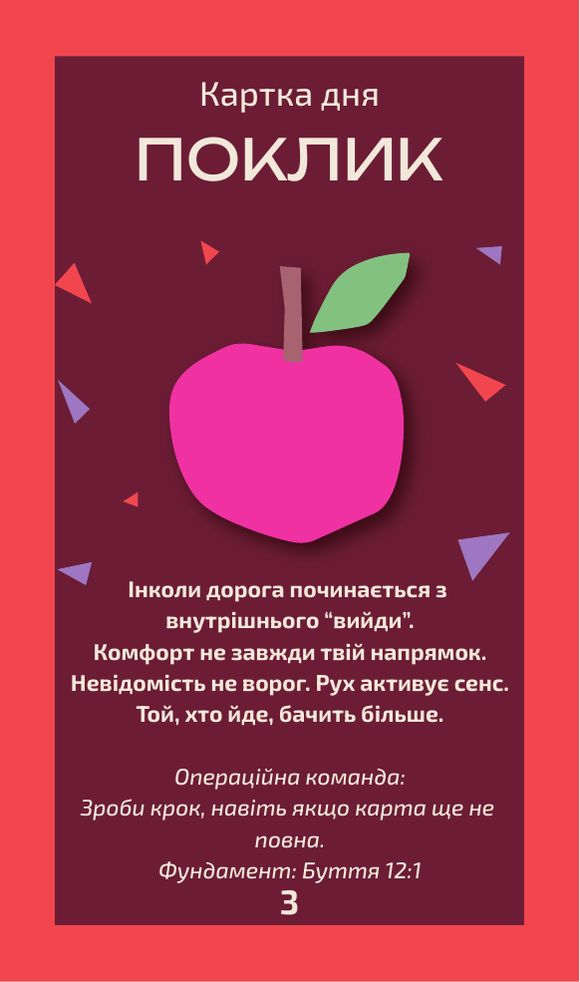 Картка дня
ПОКЛИК
Інколи дорога починається з
внутрішнього “вийди”.
Комфорт не завжди твій напрямок.
Невідомість не ворог. Рух активує сенс.
Той, хто йде, бачить більше.
Операційна команда:
Зроби крок, навіть якщо карта ще не
повна.
Фундамент: Буття 12:1
3